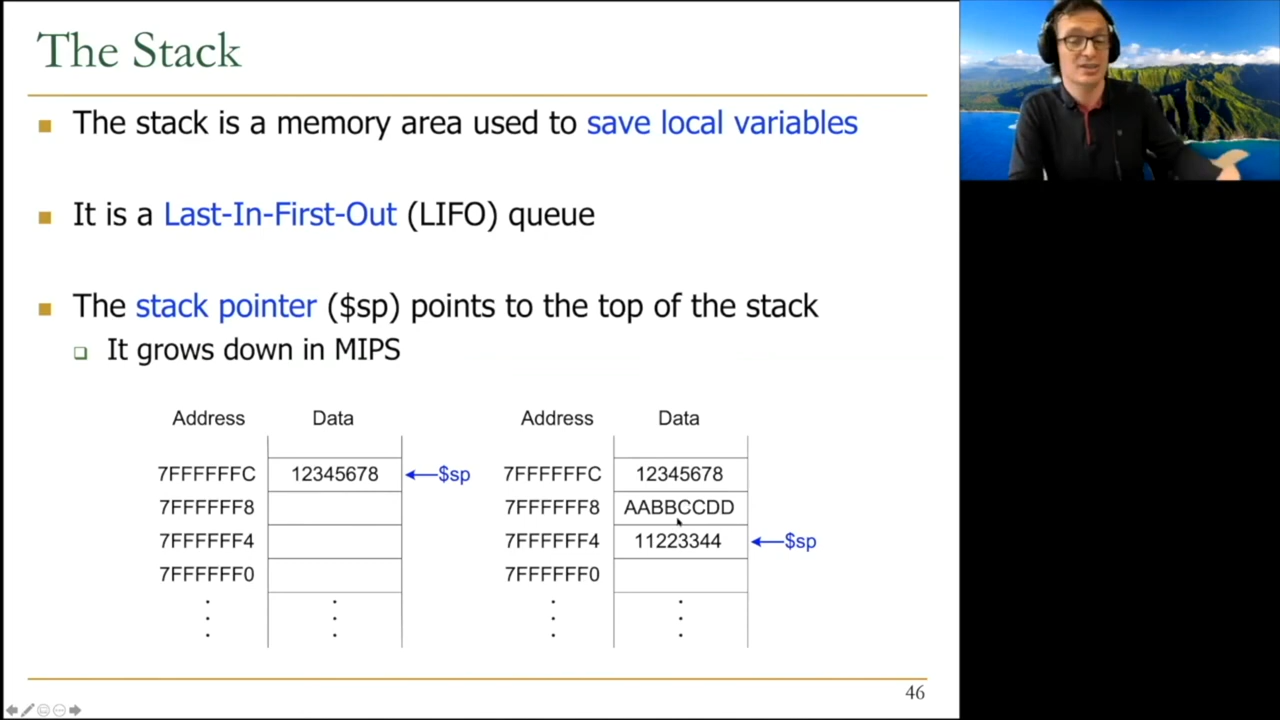 The Stack
The stack is a memory area used to save local variables
It is a Last-In-First-Out (LIFO) queue
The stack pointer ($sp) points to the top of the stack
It grows down in MIPS
Address Data Address Data
7FFFFFFC 12345678 $sp 7FFFFFFC 12345678
7FFFFFF8 7FFFFFF8 AABBCCDD
7FFFFFF4 7FFFFFF4 11223344 $sp
7FFFFFF0 7FFFFFF0
46